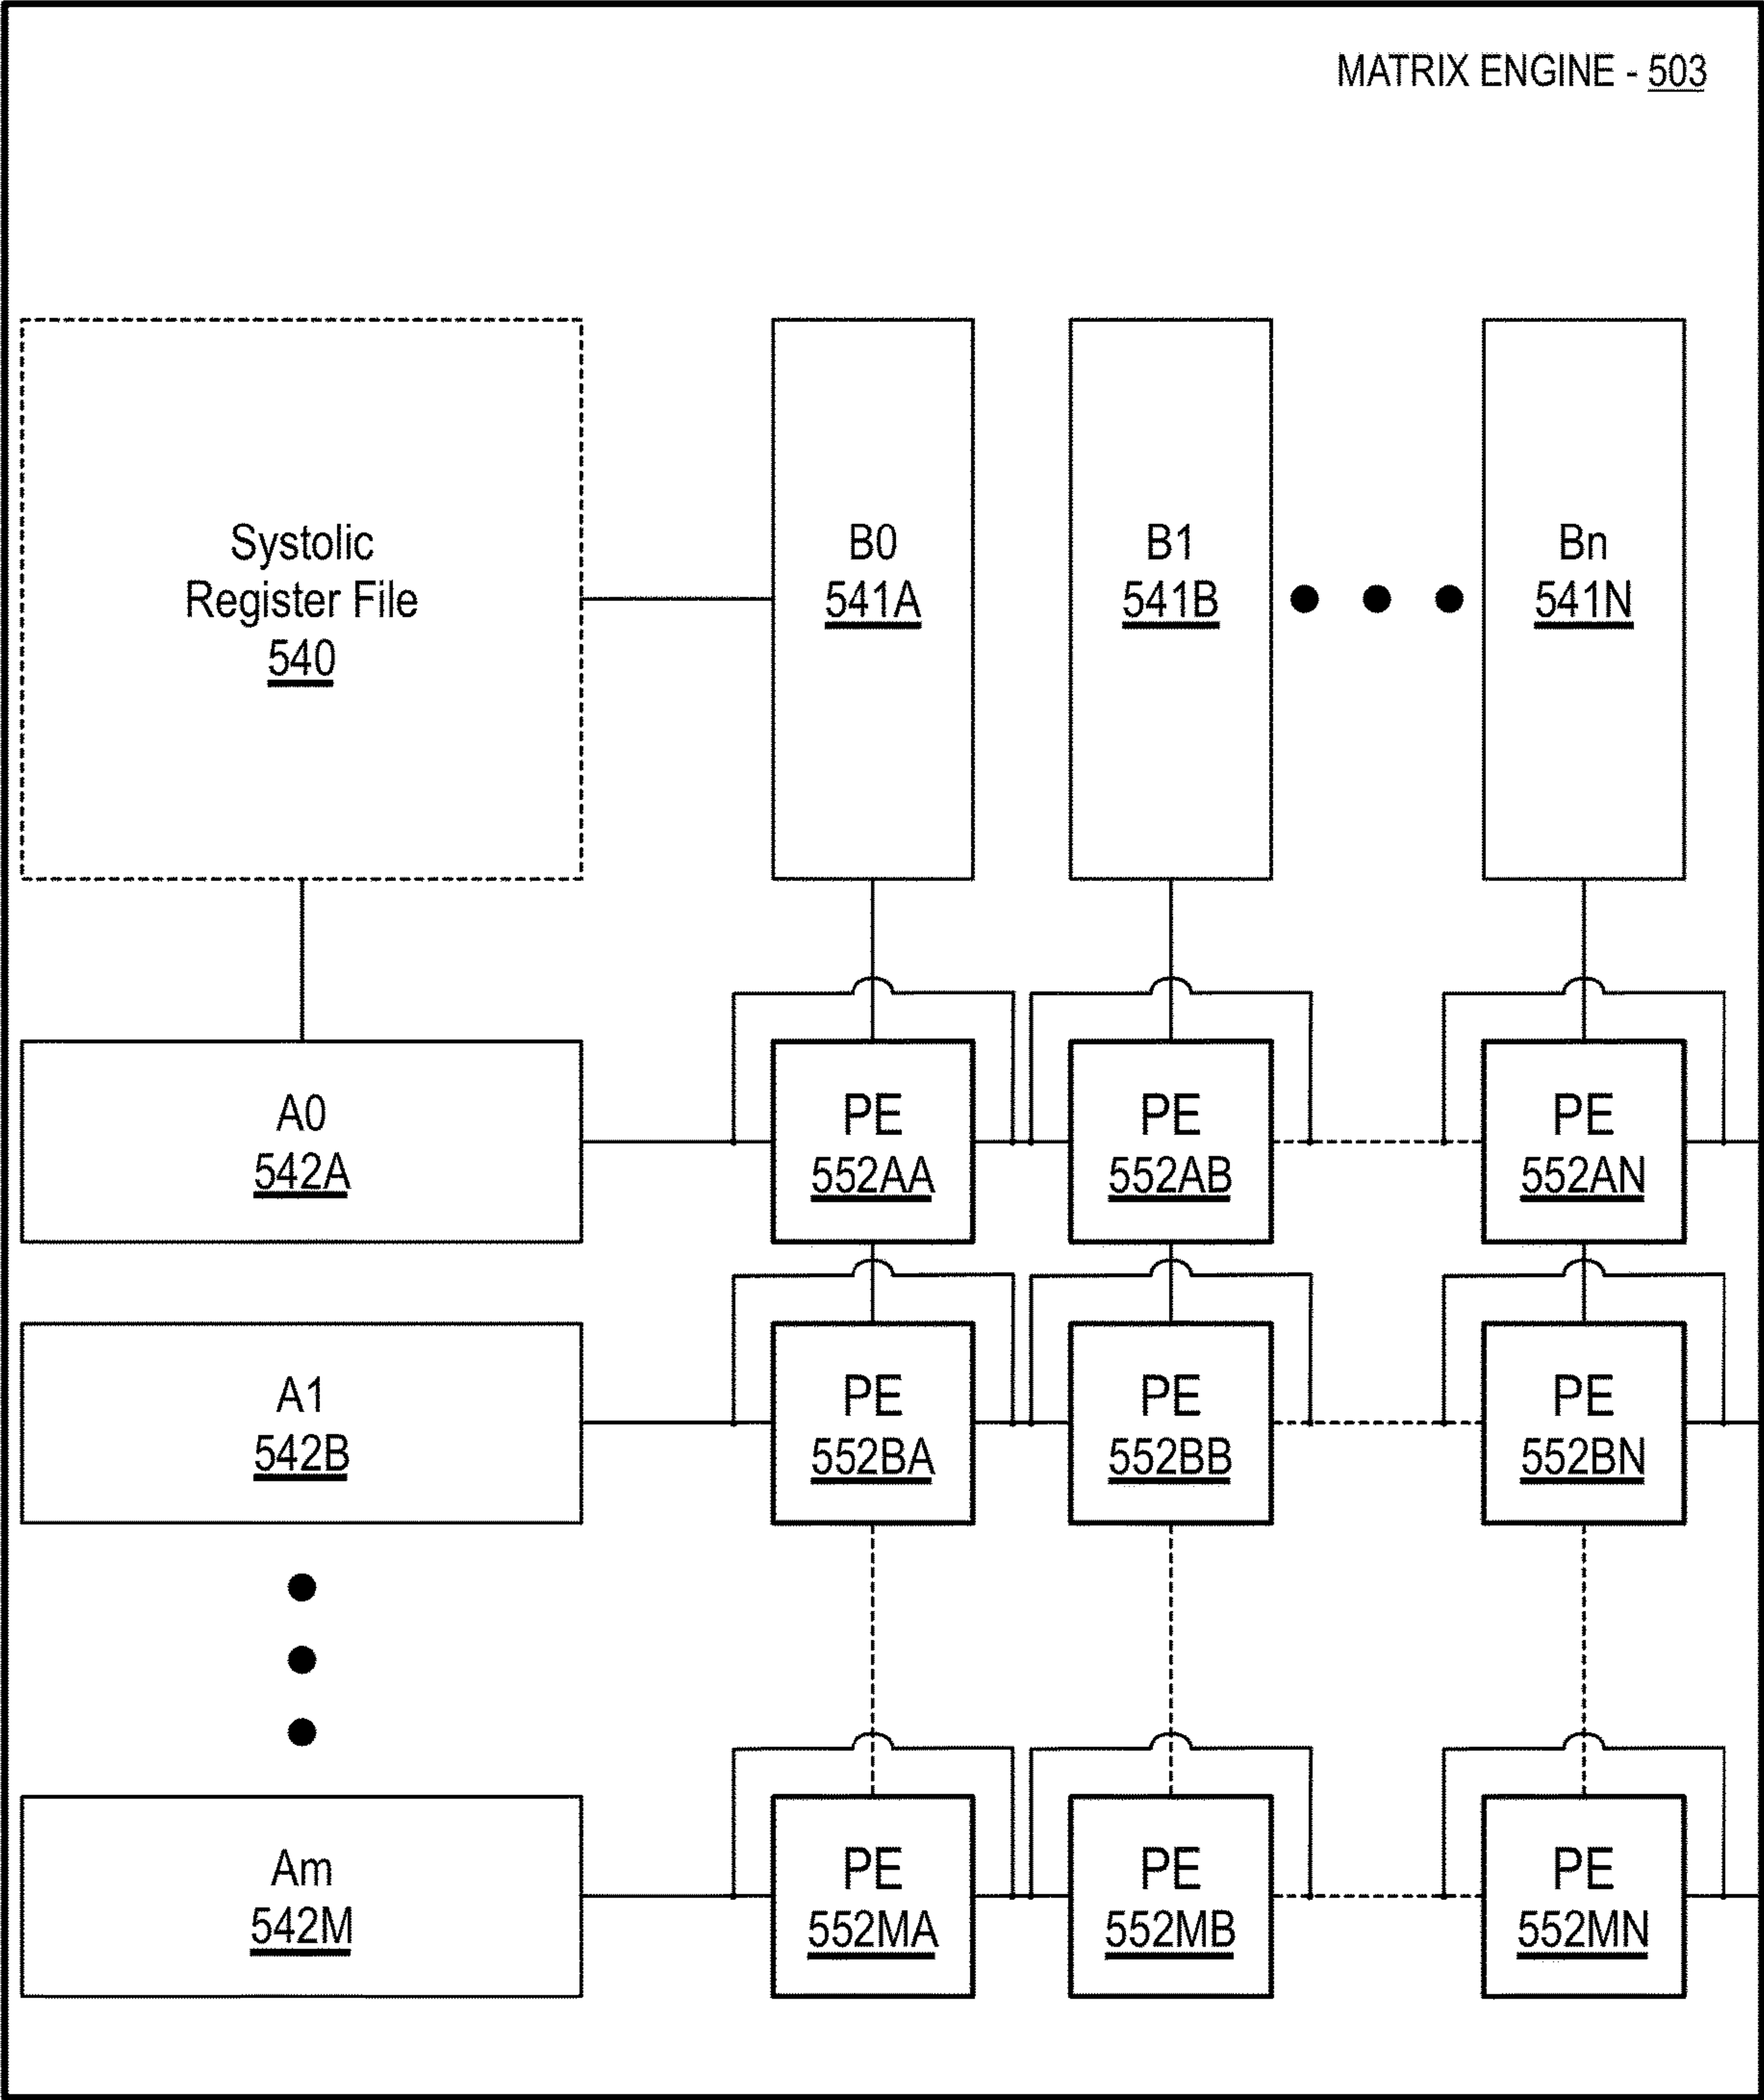 MATRIX ENGINE - 503
Systolic
Register File
540
B0
541A
B1
541B
Bn
541N
A0
542A
PE
552AA
PE
552AB
PE
552AN
A1
542B
PE
552BA
PE
552BB
PE
552BN
Am
542M
PE
552MA
PE
552MB
PE
552MN